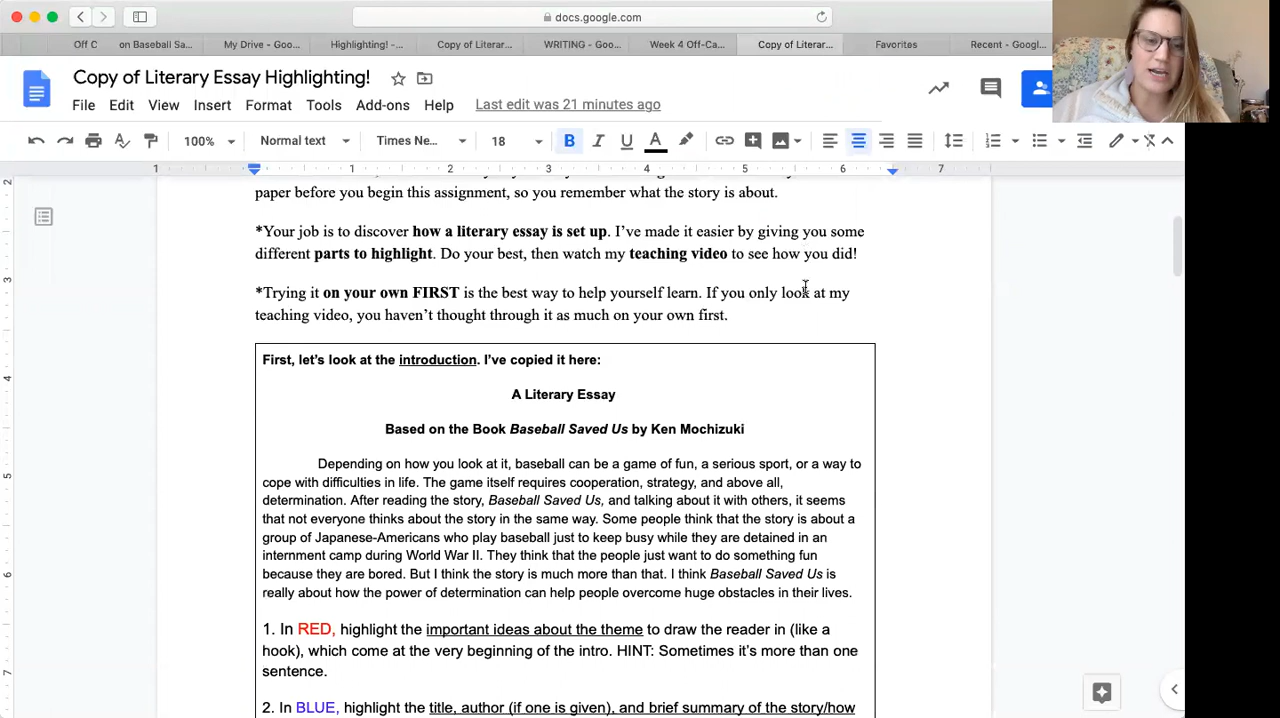 docs.google.com
Off C
on Baseball Sa...
My Drive - Goo...
Highlighting! -...
Copy of Literar...
WRITING - Goo...
Week 4 Off-Ca...
Copy of Literar...
Favorites
Recent - Googl...
Copy of Literary Essay Highlighting!
File Edit View Insert Format Tools Add-ons Help Last edit was 21 minutes ago
100% Normal text Times Ne... 18 B I U A
1 1 2 3 4 5 6 7
2
3
4
5
6
7
paper before you begin this assignment, so you remember what the story is about.
*Your job is to discover how a literary essay is set up. I've made it easier by giving you some
different parts to highlight. Do your best, then watch my teaching video to see how you did!
*Trying it on your own FIRST is the best way to help yourself learn. If you only look at my
teaching video, you haven't thought through it as much on your own first.
First, let's look at the introduction. I've copied it here:
A Literary Essay
Based on the Book Baseball Saved Us by Ken Mochizuki
Depending on how you look at it, baseball can be a game of fun, a serious sport, or a way to
cope with difficulties in life. The game itself requires cooperation, strategy, and above all,
determination. After reading the story, Baseball Saved Us, and talking about it with others, it seems
that not everyone thinks about the story in the same way. Some people think that the story is about a
group of Japanese-Americans who play baseball just to keep busy while they are detained in an
internment camp during World War II. They think that the people just want to do something fun
because they are bored. But I think the story is much more than that. I think Baseball Saved Us is
really about how the power of determination can help people overcome huge obstacles in their lives.
1. In RED, highlight the important ideas about the theme to draw the reader in (like a
hook), which come at the very beginning of the intro. HINT: Sometimes it's more than one
sentence.
2. In BLUE, highlight the title, author (if one is given), and brief summary of the story/how